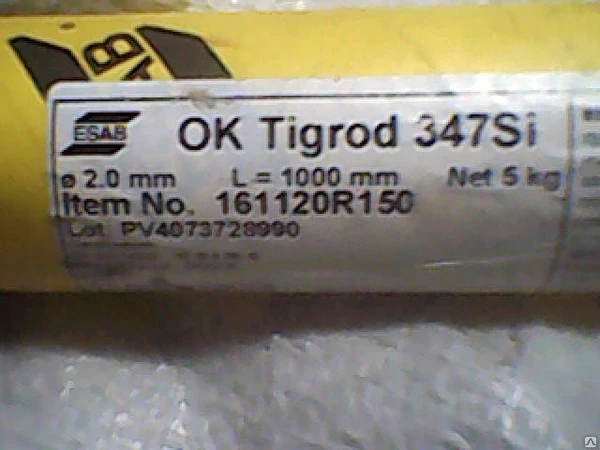 ESAB
OK Tigrod 347Si
ø 2.0 mm L = 1000 mm Net 5 kg
Item No. 161120R150
Lot PV4073728990